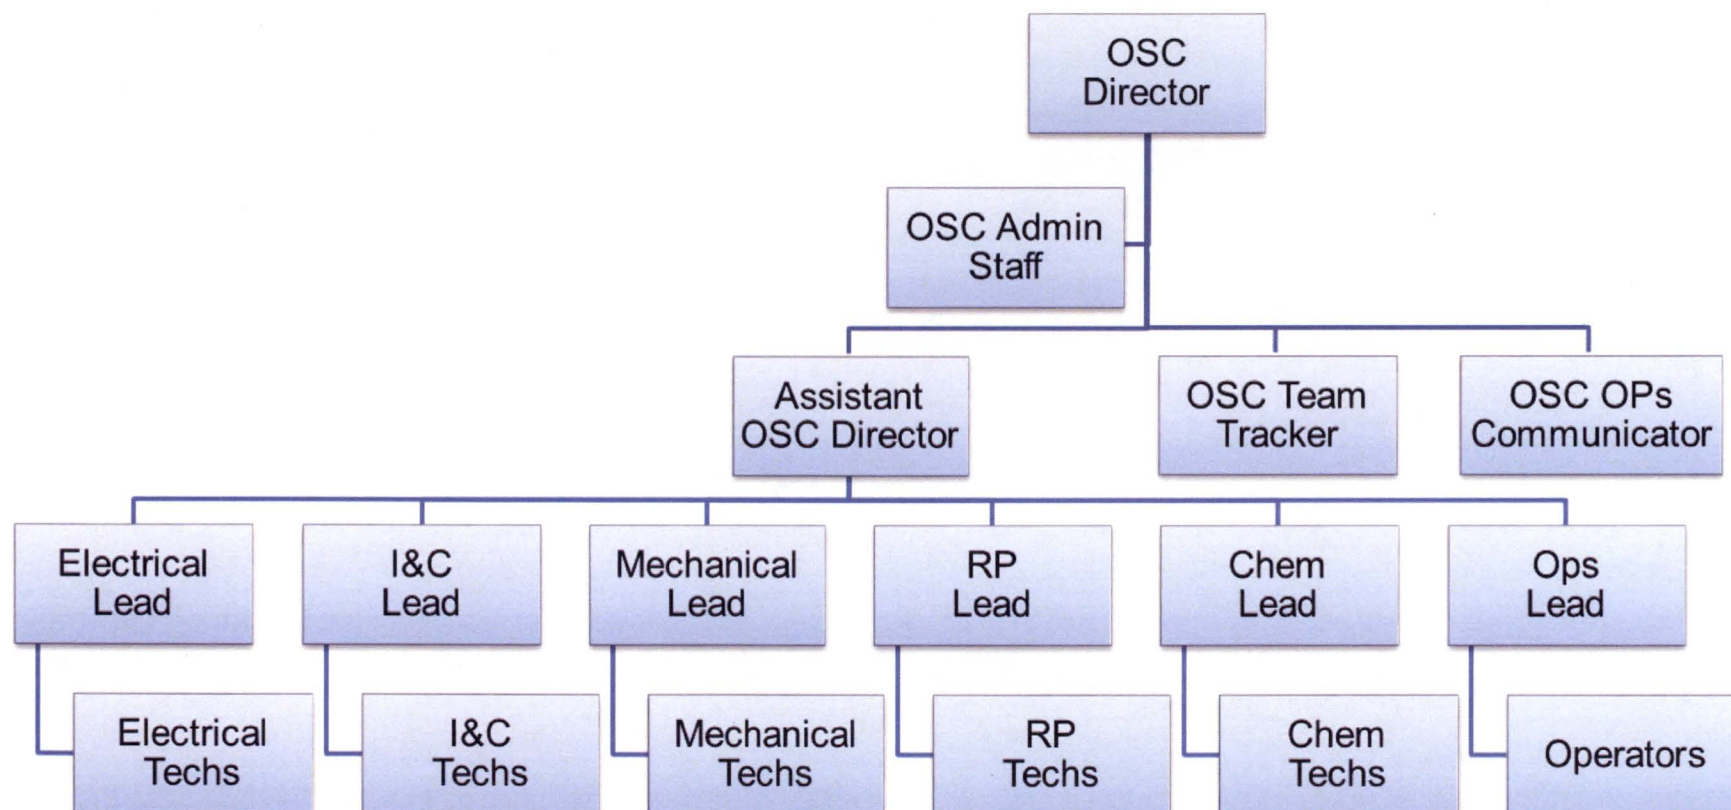 OSC
Director
OSC Admin
Staff
Assistant
OSC Director
OSC Team
Tracker
OSC OPs
Communicator
Electrical
Lead
I&C
Lead
Mechanical
Lead
RP
Lead
Chem
Lead
Ops
Lead
Electrical
Techs
I&C
Techs
Mechanical
Techs
RP
Techs
Chem
Techs
Operators